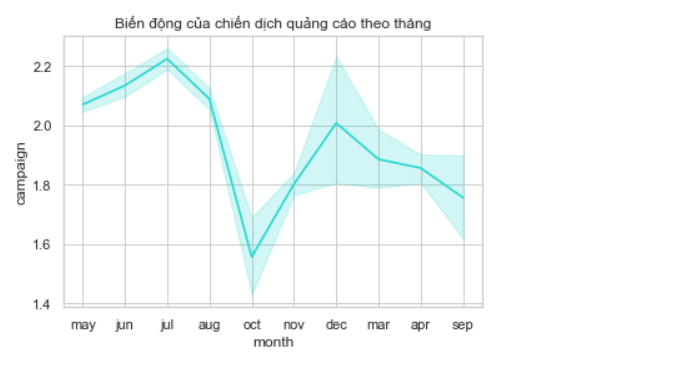 Biến động của chiến dịch quảng cáo theo tháng
2.2
2.0
1.8
1.6
1.4
campaign
may jun jul aug oct nov dec mar apr sep
month